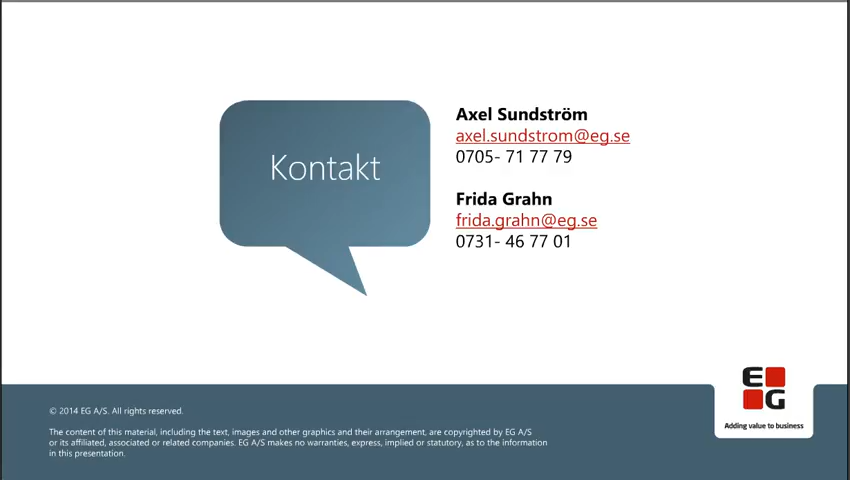 Kontakt
Axel Sundström
axel.sundstrom@eg.se
0705- 71 77 79
Frida Grahn
frida.grahn@eg.se
0731- 46 77 01
EG
Adding value to business
© 2014 EG A/S. All rights reserved.
The content of this material, including the text, images and other graphics and their arrangement, are copyrighted by EG A/S
or its affiliated, associated or related companies. EG A/S makes no warranties, express, implied or statutory, as to the information
in this presentation.